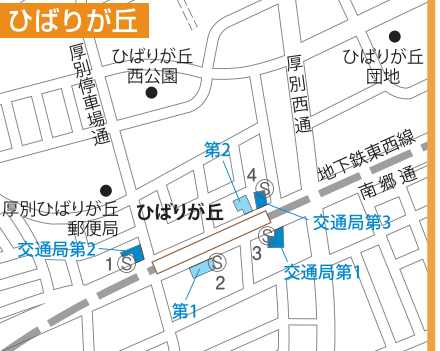 ひばりが丘
ひばりが丘
西公園
厚別停車場通
厚別西通
ひばりが丘
団地
地下鉄東西線
南郷通
第2
4
S
厚別ひばりが丘
郵便局
ひばりが丘
交通局第3
交通局第2
1
S
S
3
交通局第1
S
2
第1